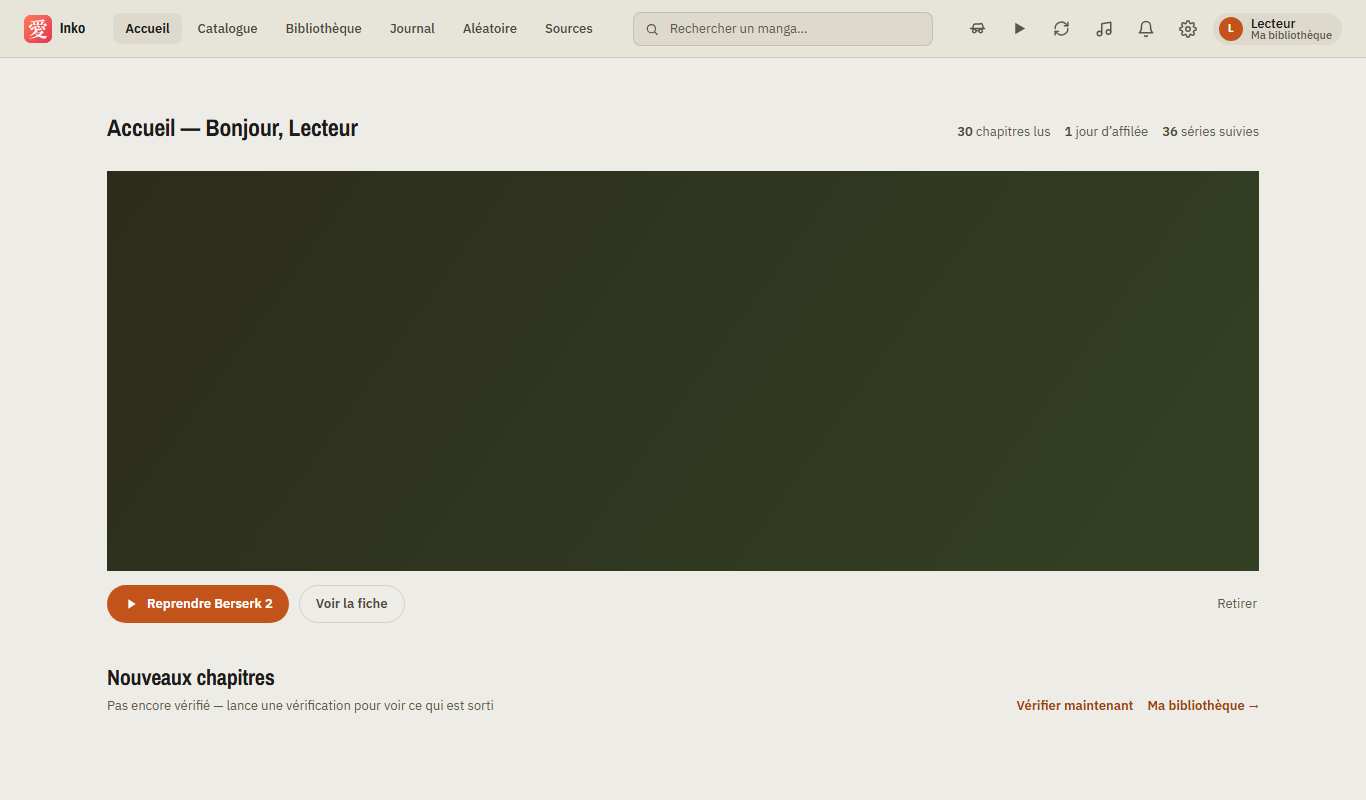 愛 Inko
Accueil
Catalogue
Bibliothèque
Journal
Aléatoire
Sources
Rechercher un manga…
L
Lecteur
Ma bibliothèque
Accueil — Bonjour, Lecteur
30 chapitres lus
1 jour d’affilée
36 séries suivies
Reprendre Berserk 2
Voir la fiche
Retirer
Nouveaux chapitres
Pas encore vérifié — lance une vérification pour voir ce qui est sorti
Vérifier maintenant
Ma bibliothèque →